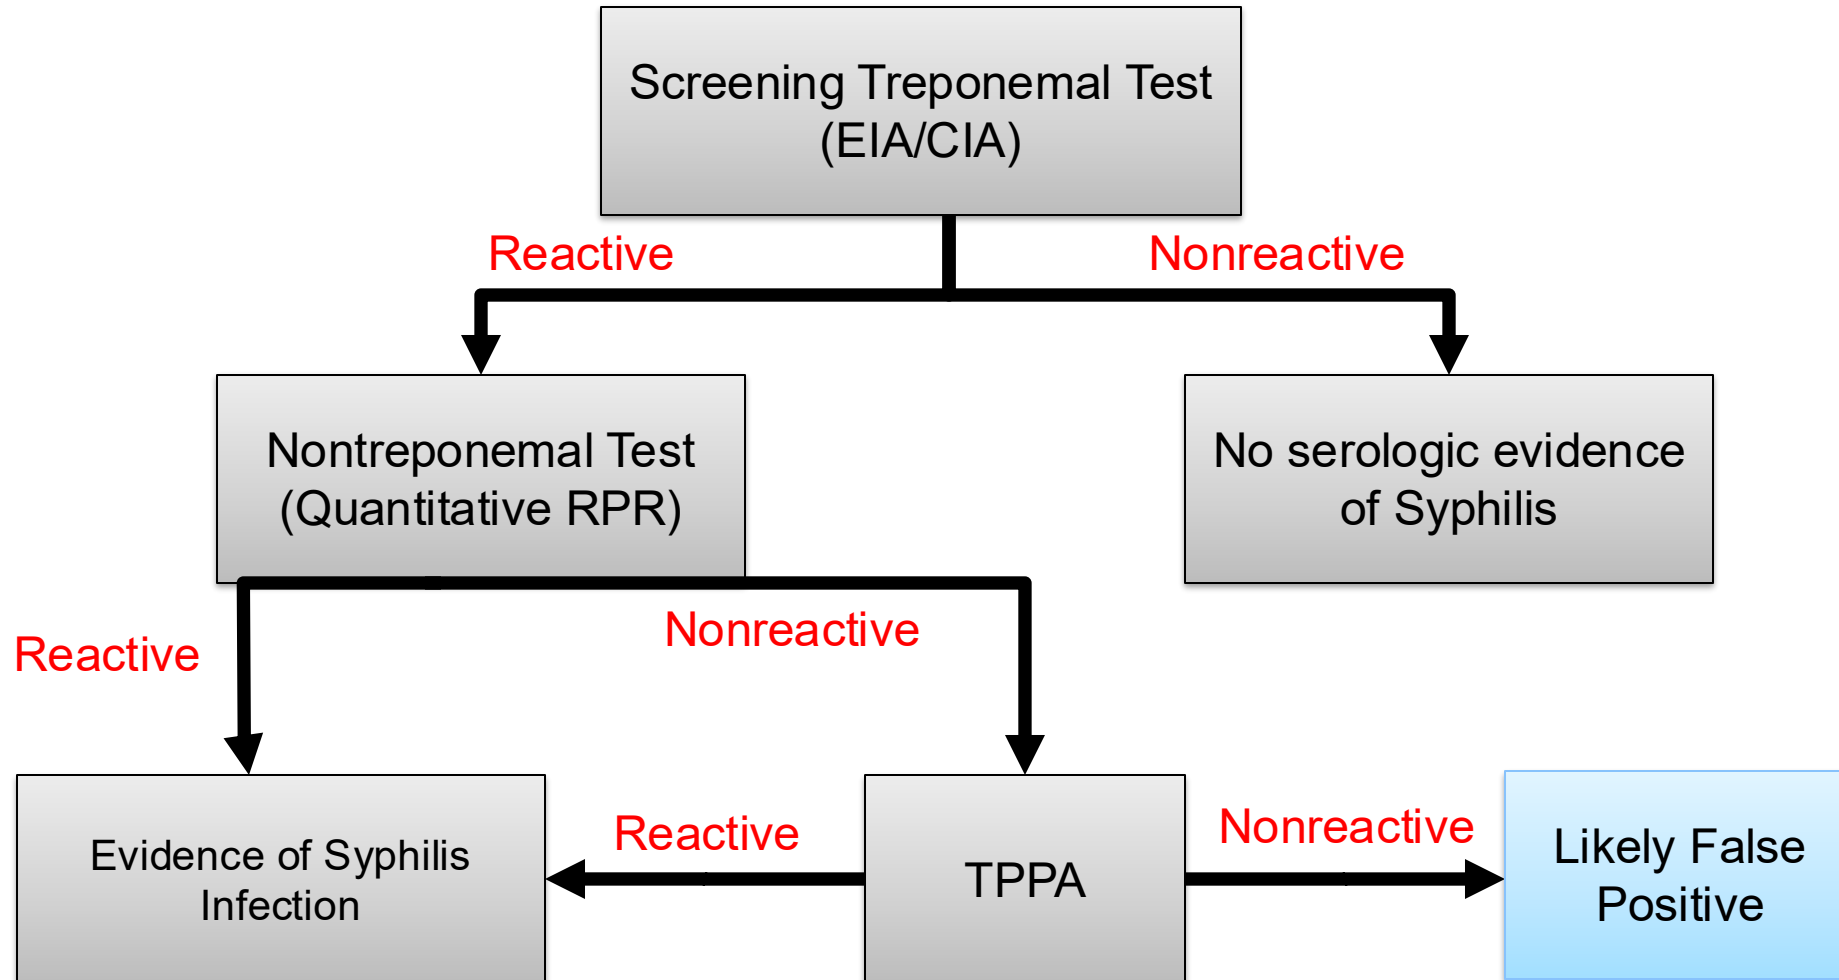 Screening Treponemal Test
(EIA/CIA)
Reactive
Nonreactive
Nontreponemal Test
(Quantitative RPR)
No serologic evidence
of Syphilis
Reactive
Nonreactive
Evidence of Syphilis
Infection
Reactive
TPPA
Nonreactive
Likely False
Positive